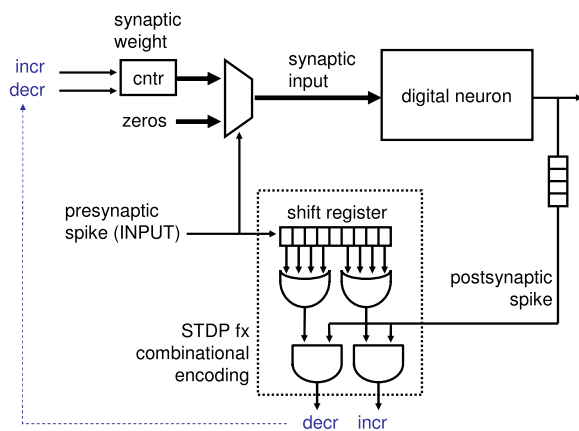 synaptic
weight
incr
decr
cntr
zeros
synaptic
input
digital neuron
presynaptic
spike (INPUT)
shift register
postsynaptic
spike
STDP fx
combinational
encoding
decr incr